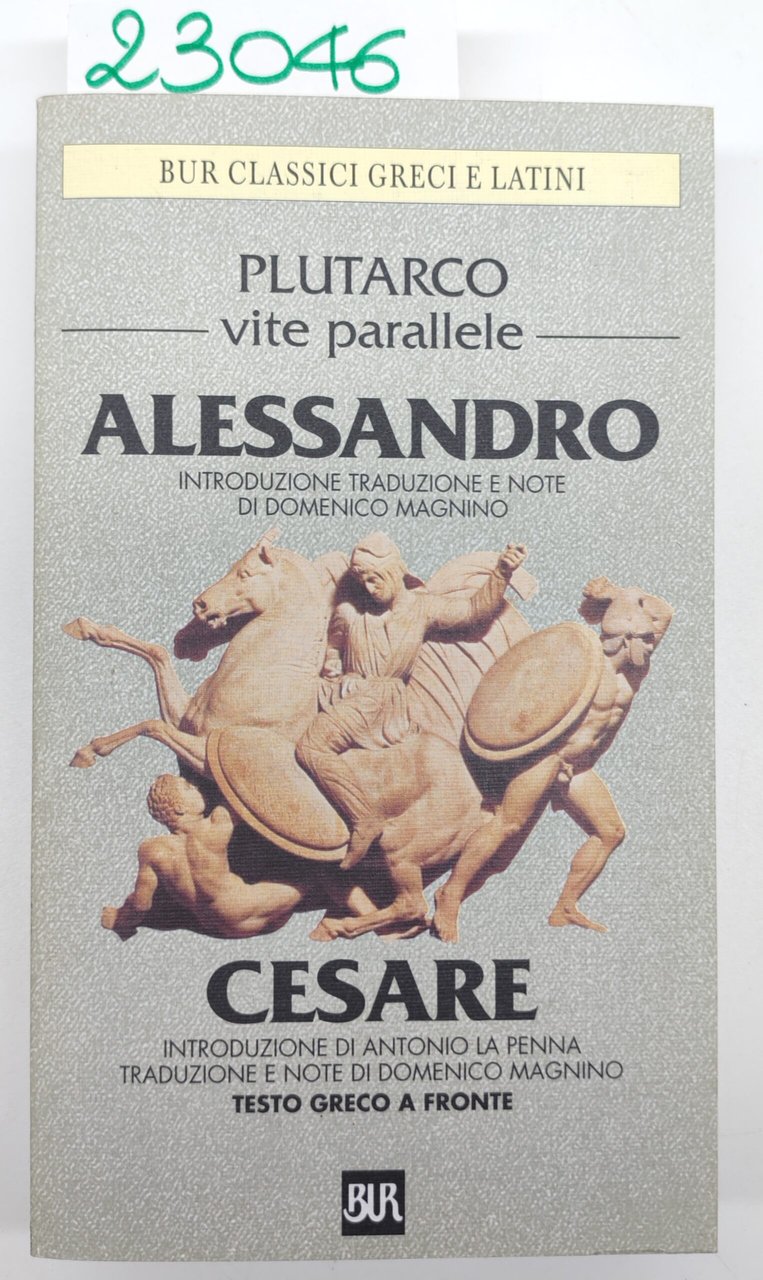 23046
BUR CLASSICI GRECI E LATINI
PLUTARCO
vite parallele
ALESSANDRO
INTRODUZIONE TRADUZIONE E NOTE
DI DOMENICO MAGNINO
CESARE
INTRODUZIONE DI ANTONIO LA PENNA
TRADUZIONE E NOTE DI DOMENICO MAGNINO
TESTO GRECO A FRONTE
BUR